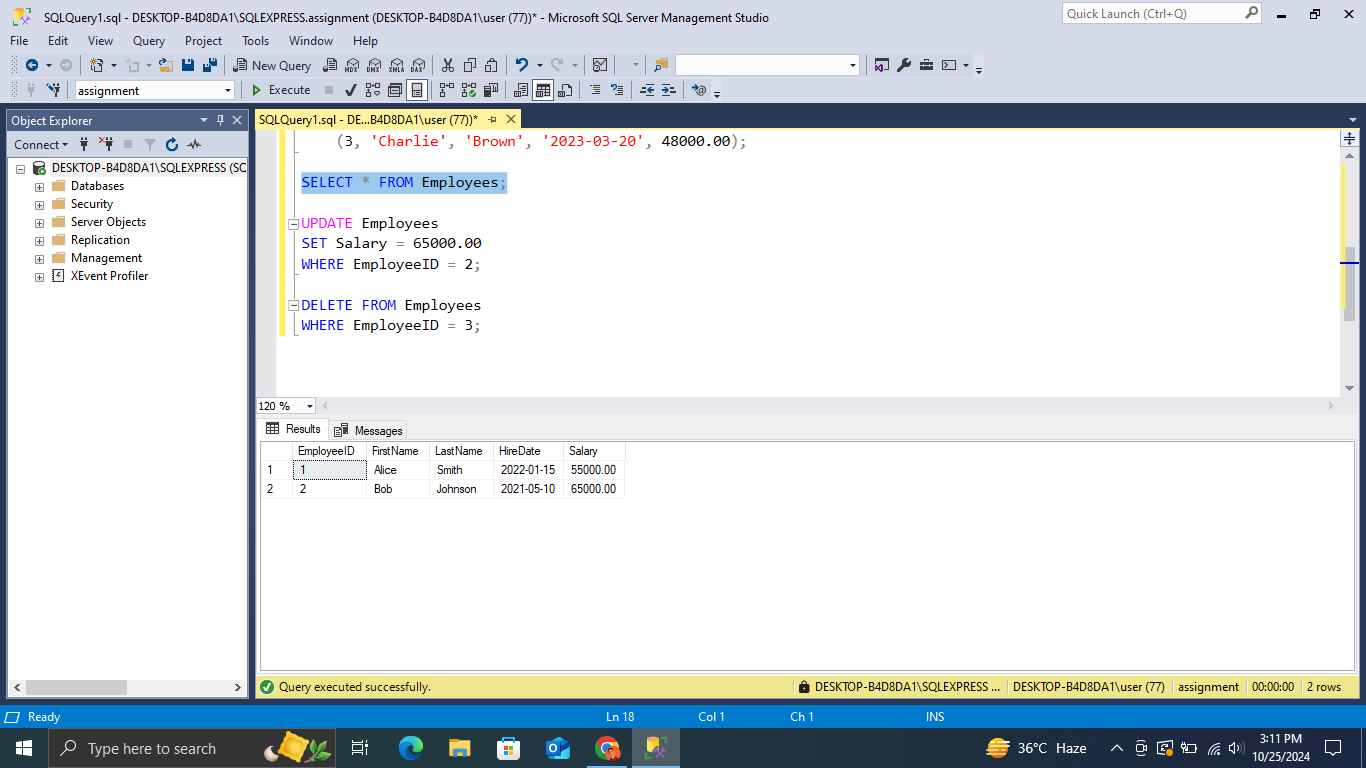 SQLQuery1.sql - DESKTOP-B4D8DA1\SQLEXPRESS.assignment (DESKTOP-B4D8DA1\user (77))* - Microsoft SQL Server Management Studio
Quick Launch (Ctrl+Q)
File Edit View Query Project Tools Window Help
New Query
MDX DMX XMLA DAX
assignment
Execute
Object Explorer
SQLQuery1.sql - DE...B4D8DA1\user (77))*
Connect
DESKTOP-B4D8DA1\SQLEXPRESS (SQ
Databases
Security
Server Objects
Replication
Management
XEvent Profiler
(3, 'Charlie', 'Brown', '2023-03-20', 48000.00);
SELECT * FROM Employees;
UPDATE Employees
SET Salary = 65000.00
WHERE EmployeeID = 2;
DELETE FROM Employees
WHERE EmployeeID = 3;
120 %
Results Messages
EmployeeID FirstName LastName HireDate Salary
1 1 Alice Smith 2022-01-15 55000.00
2 2 Bob Johnson 2021-05-10 65000.00
Query executed successfully.
DESKTOP-B4D8DA1\SQLEXPRESS ... DESKTOP-B4D8DA1\user (77) assignment 00:00:00 2 rows
Ready
Ln 18 Col 1 Ch 1 INS
Type here to search
36°C Haze
3:11 PM
10/25/2024